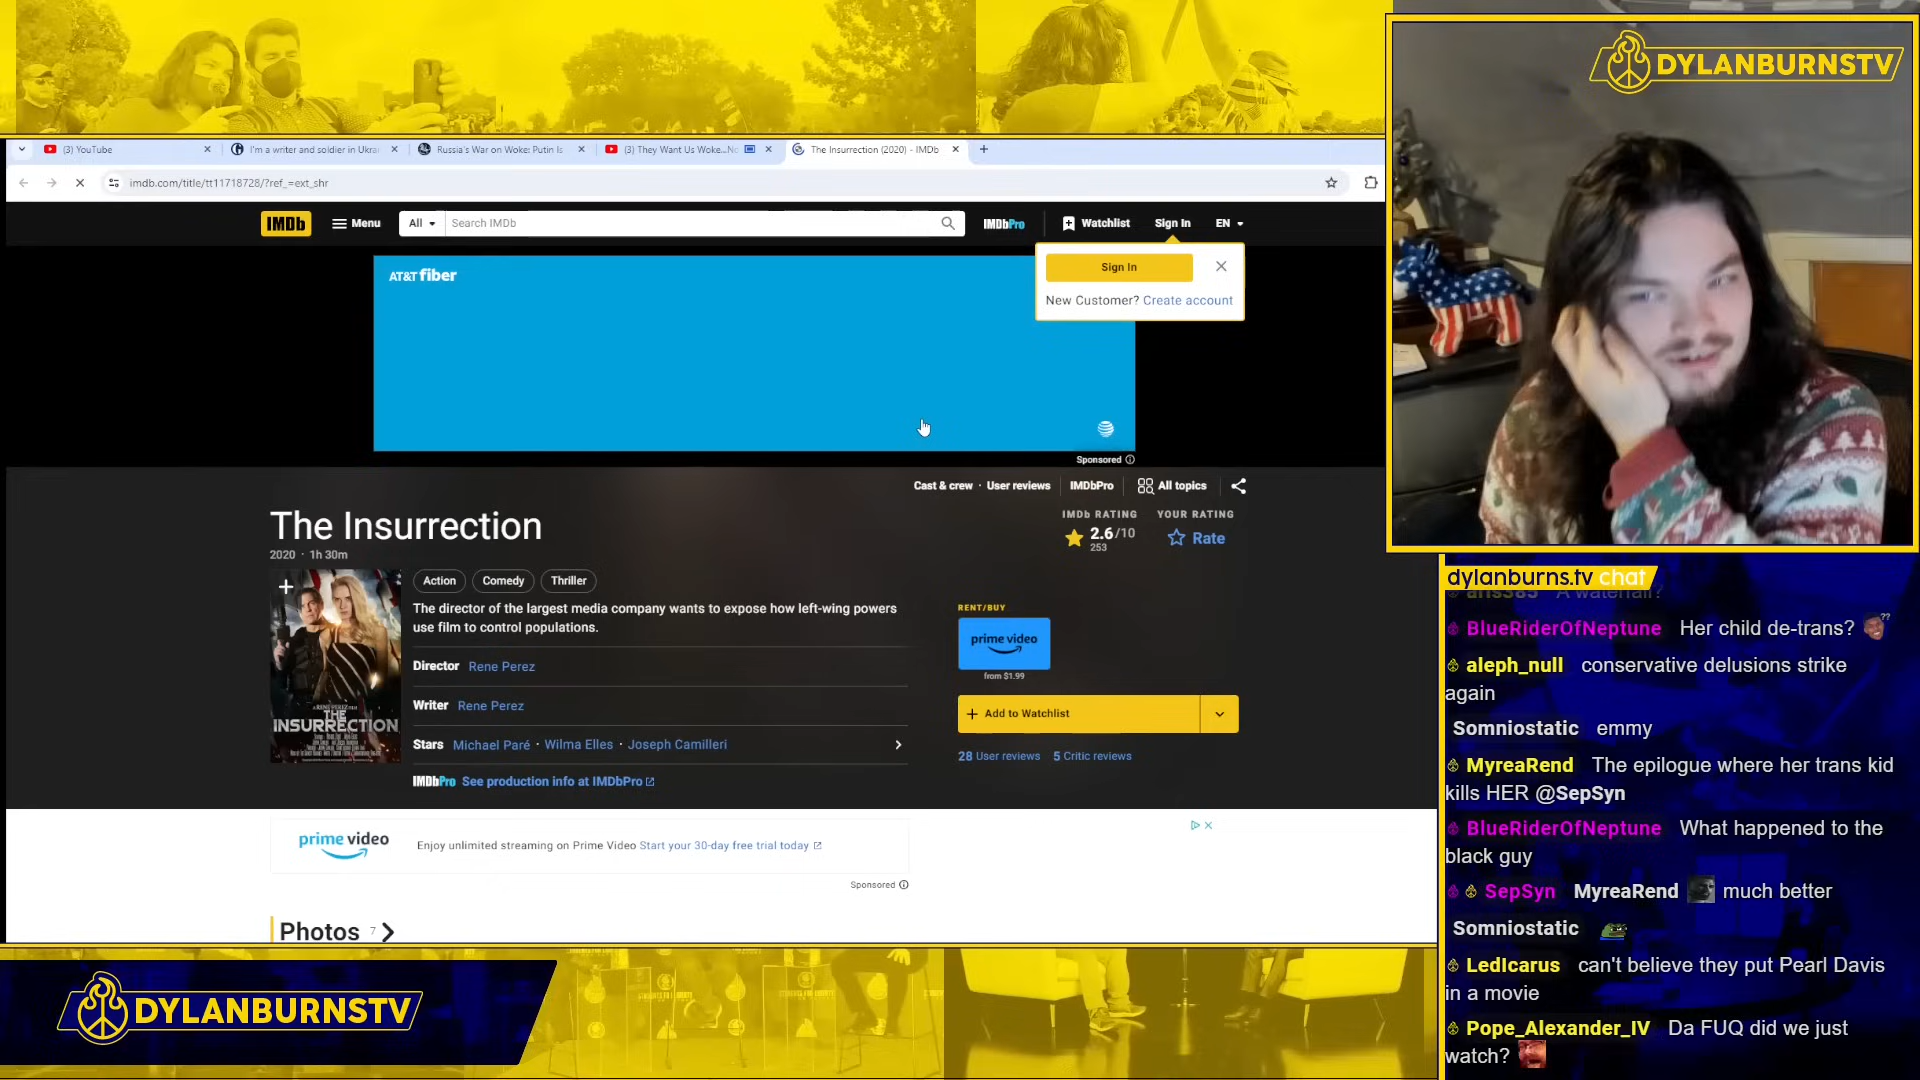 DYLANBURNSTV
(3) YouTube
I'm a writer and soldier in Ukra
Russia's War on Woke: Putin Is
(3) They Want Us Woke...No
The Insurrection (2020) - IMDb
imdb.com/title/tt11718728/?ref_=ext_shr
IMDb
Menu
All
Search IMDb
IMDbPro
Watchlist
Sign In
EN
AT&T fiber
Sign In
New Customer? Create account
Sponsored
Cast & crew · User reviews
IMDbPro
All topics
The Insurrection
2020 · 1h 30m
IMDb RATING
2.6/10
253
YOUR RATING
Rate
Action
Comedy
Thriller
The director of the largest media company wants to expose how left-wing powers
use film to control populations.
Director Rene Perez
Writer Rene Perez
Stars Michael Paré · Wilma Elles · Joseph Camilleri
IMDbPro See production info at IMDbPro
THE
INSURRECTION
RENT/BUY
prime video
from $1.99
+ Add to Watchlist
28 User reviews 5 Critic reviews
prime video
Enjoy unlimited streaming on Prime Video Start your 30-day free trial today
Sponsored
Photos 7
DYLANBURNSTV
dylanburns.tv chat
aris385 A waterfall?
BlueRiderOfNeptune Her child de-trans?
aleph_null conservative delusions strike
again
Somniostatic emmy
MyreaRend The epilogue where her trans kid
kills HER @SepSyn
BlueRiderOfNeptune What happened to the
black guy
SepSyn MyreaRend much better
Somniostatic
LedIcarus can't believe they put Pearl Davis
in a movie
Pope_Alexander_IV Da FUQ did we just
watch?